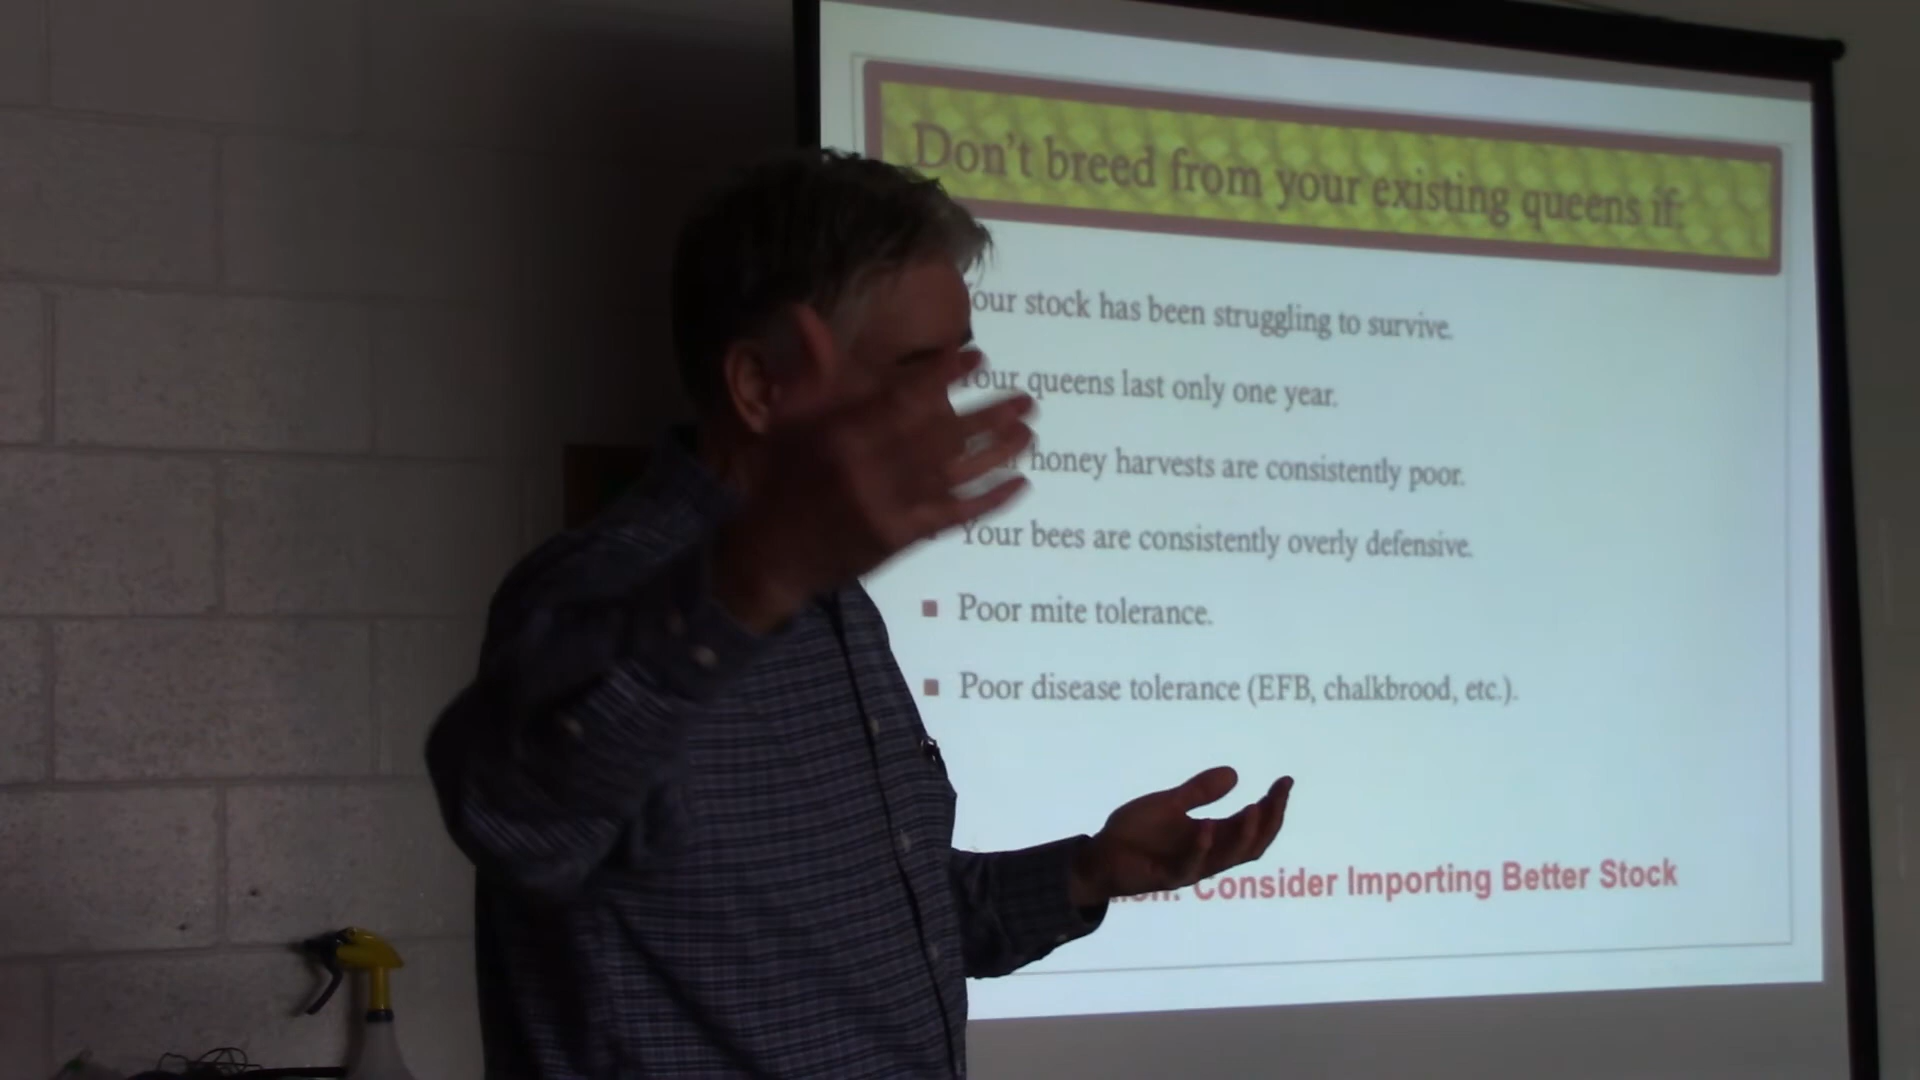 Don't breed from your existing queens if:
our stock has been struggling to survive.
Your queens last only one year.
honey harvests are consistently poor.
Your bees are consistently overly defensive.
Poor mite tolerance.
Poor disease tolerance (EFB, chalkbrood, etc.).
Consider Importing Better Stock